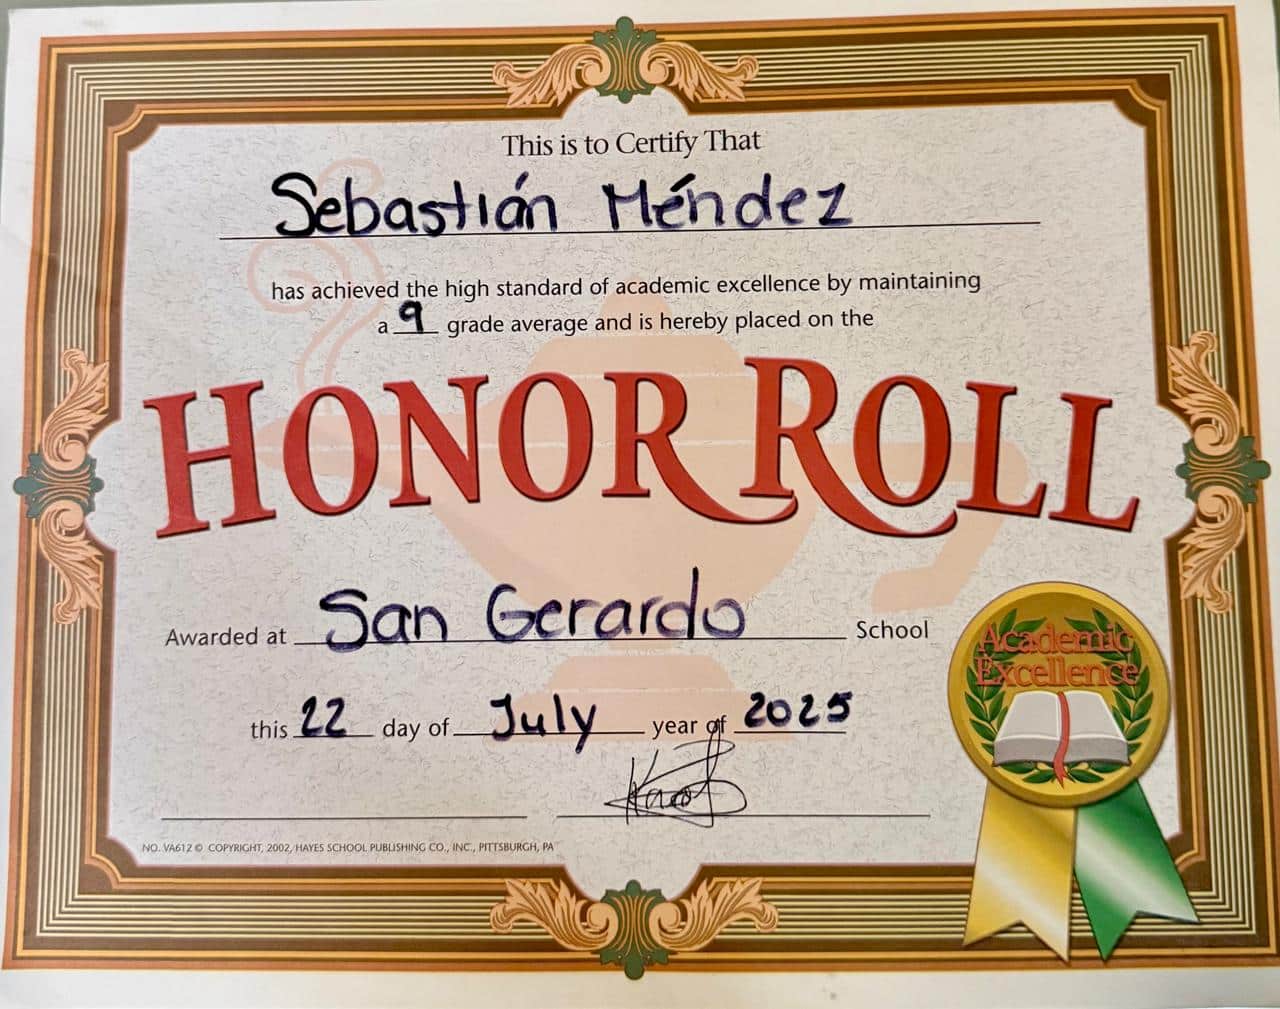 This is to Certify That
Sebastián Méndez
has achieved the high standard of academic excellence by maintaining
a 9 grade average and is hereby placed on the
HONOR ROLL
Awarded at San Gerardo School
this 22 day of July year of 2025
Academic
Excellence
NO. VA612 © COPYRIGHT, 2002, HAYES SCHOOL PUBLISHING CO., INC., PITTSBURGH, PA